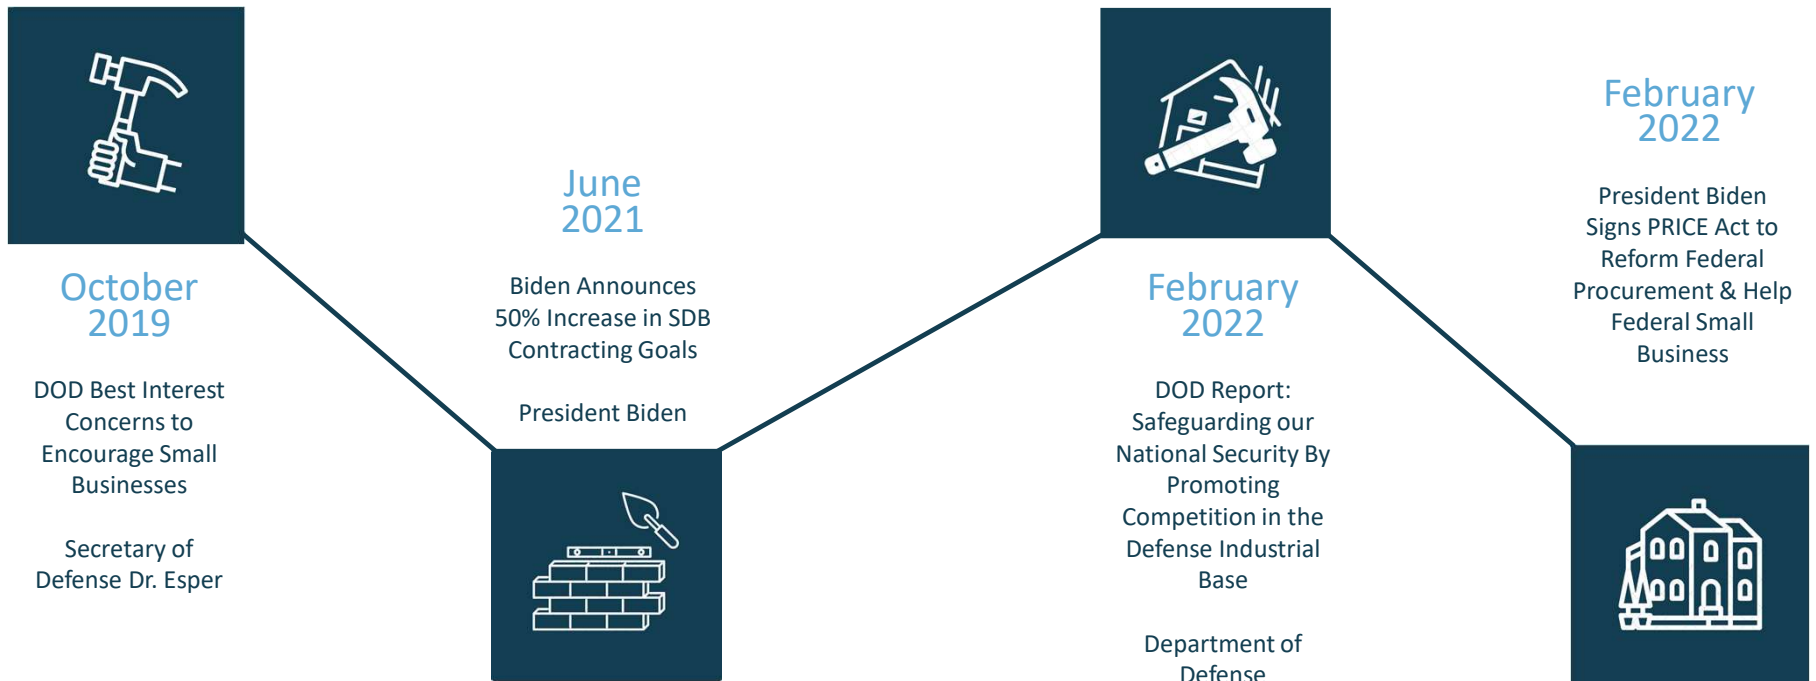 October
2019
DOD Best Interest
Concerns to
Encourage Small
Businesses
Secretary of
Defense Dr. Esper
June
2021
Biden Announces
50% Increase in SDB
Contracting Goals
President Biden
February
2022
DOD Report:
Safeguarding our
National Security By
Promoting
Competition in the
Defense Industrial
Base
Department of
Defense
February
2022
President Biden
Signs PRICE Act to
Reform Federal
Procurement & Help
Federal Small
Business